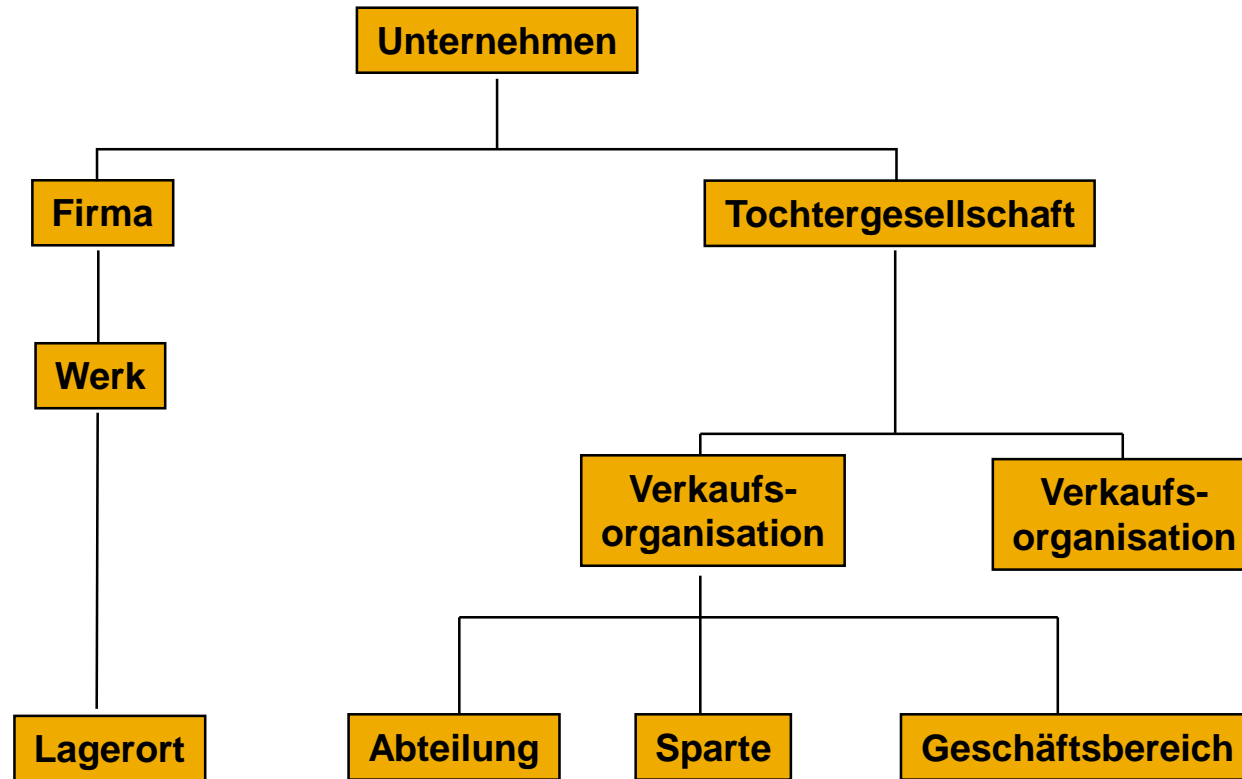 Unternehmen
Firma
Tochtergesellschaft
Werk
Verkaufs-
organisation
Verkaufs-
organisation
Lagerort
Abteilung
Sparte
Geschäftsbereich